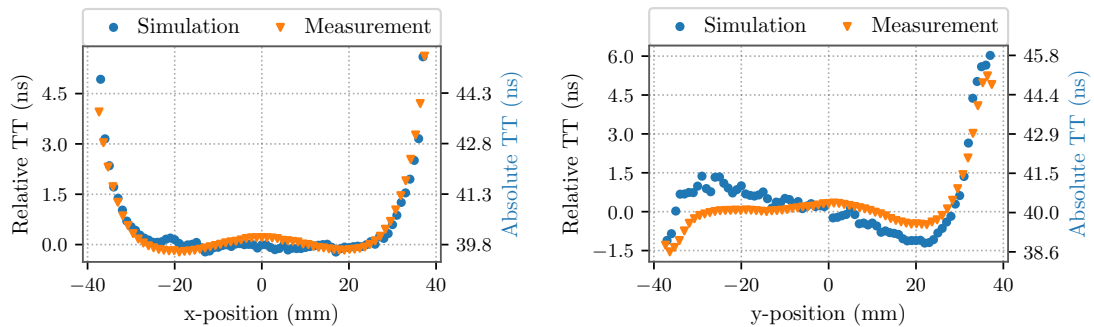 Simulation Measurement
Relative TT (ns)
4.5
3.0
1.5
0.0
44.3
42.8
41.3
39.8
Absolute TT (ns)
−40 −20 0 20 40
x-position (mm)
Simulation Measurement
Relative TT (ns)
6.0
4.5
3.0
1.5
0.0
−1.5
45.8
44.4
42.9
41.5
40.0
38.6
Absolute TT (ns)
−40 −20 0 20 40
y-position (mm)